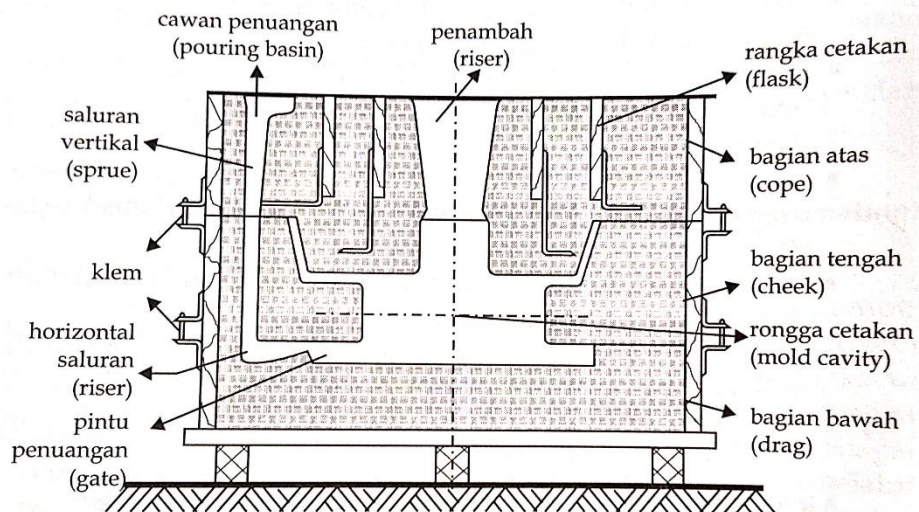 cawan penuangan
(pouring basin)
penambah
(riser)
rangka cetakan
(flask)
saluran
vertikal
(sprue)
bagian atas
(cope)
klem
bagian tengah
(cheek)
horizontal
saluran
(riser)
rongga cetakan
(mold cavity)
pintu
penuangan
(gate)
bagian bawah
(drag)